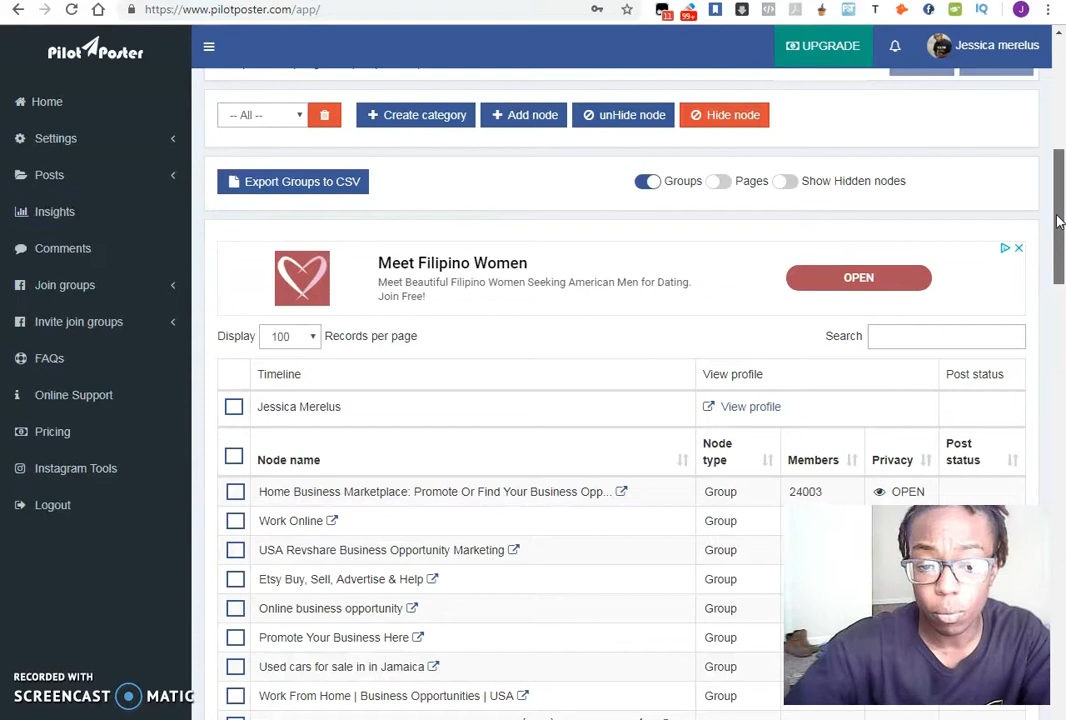 https://www.pilotposter.com/app/
11
99+
T
IQ
J
Pilot Poster
UPGRADE
Jessica merelus
Home
Settings
Posts
Insights
Comments
Join groups
Invite join groups
FAQs
Online Support
Pricing
Instagram Tools
Logout
-- All --
Create category
Add node
unHide node
Hide node
Export Groups to CSV
Groups
Pages
Show Hidden nodes
Meet Filipino Women
Meet Beautiful Filipino Women Seeking American Men for Dating.
Join Free!
OPEN
Display 100 Records per page
Search
Timeline View profile Post status
Jessica Merelus View profile
Node name Node type Members Privacy Post status
Home Business Marketplace: Promote Or Find Your Business Opp... Group 24003 OPEN
Work Online Group
USA Revshare Business Opportunity Marketing Group
Etsy Buy, Sell, Advertise & Help Group
Online business opportunity Group
Promote Your Business Here Group
Used cars for sale in in Jamaica Group
Work From Home | Business Opportunities | USA Group
RECORDED WITH
SCREENCAST MATIC